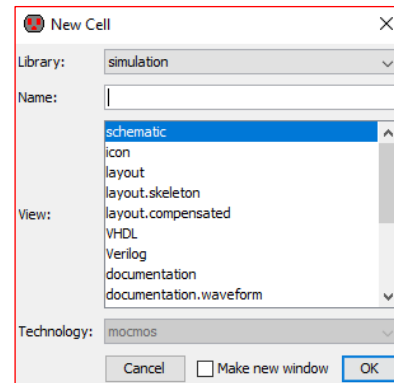 New Cell
Library: simulation
Name:
schematic
icon
layout
layout.skeleton
View: layout.compensated
VHDL
Verilog
documentation
documentation.waveform
Technology: mocmos
Cancel Make new window OK